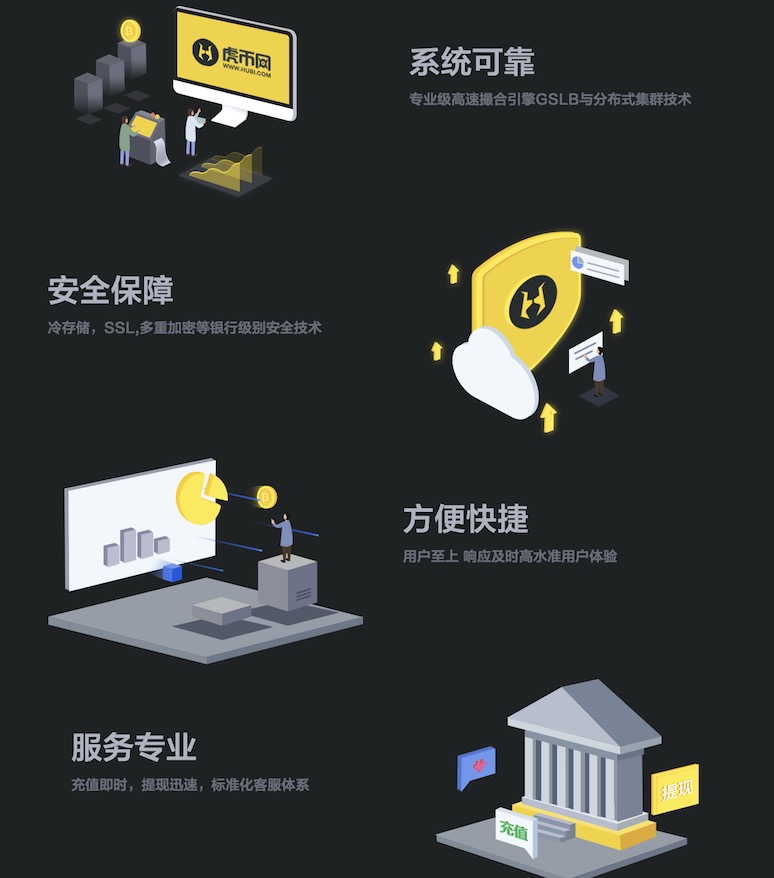 虎币网
WWW.HUBI.COM
系统可靠
专业级高速撮合引擎GSLB与分布式集群技术
安全保障
冷存储，SSL,多重加密等银行级别安全技术
方便快捷
用户至上 响应及时高水准用户体验
服务专业
充值即时，提现迅速，标准化客服体系
提现
充值